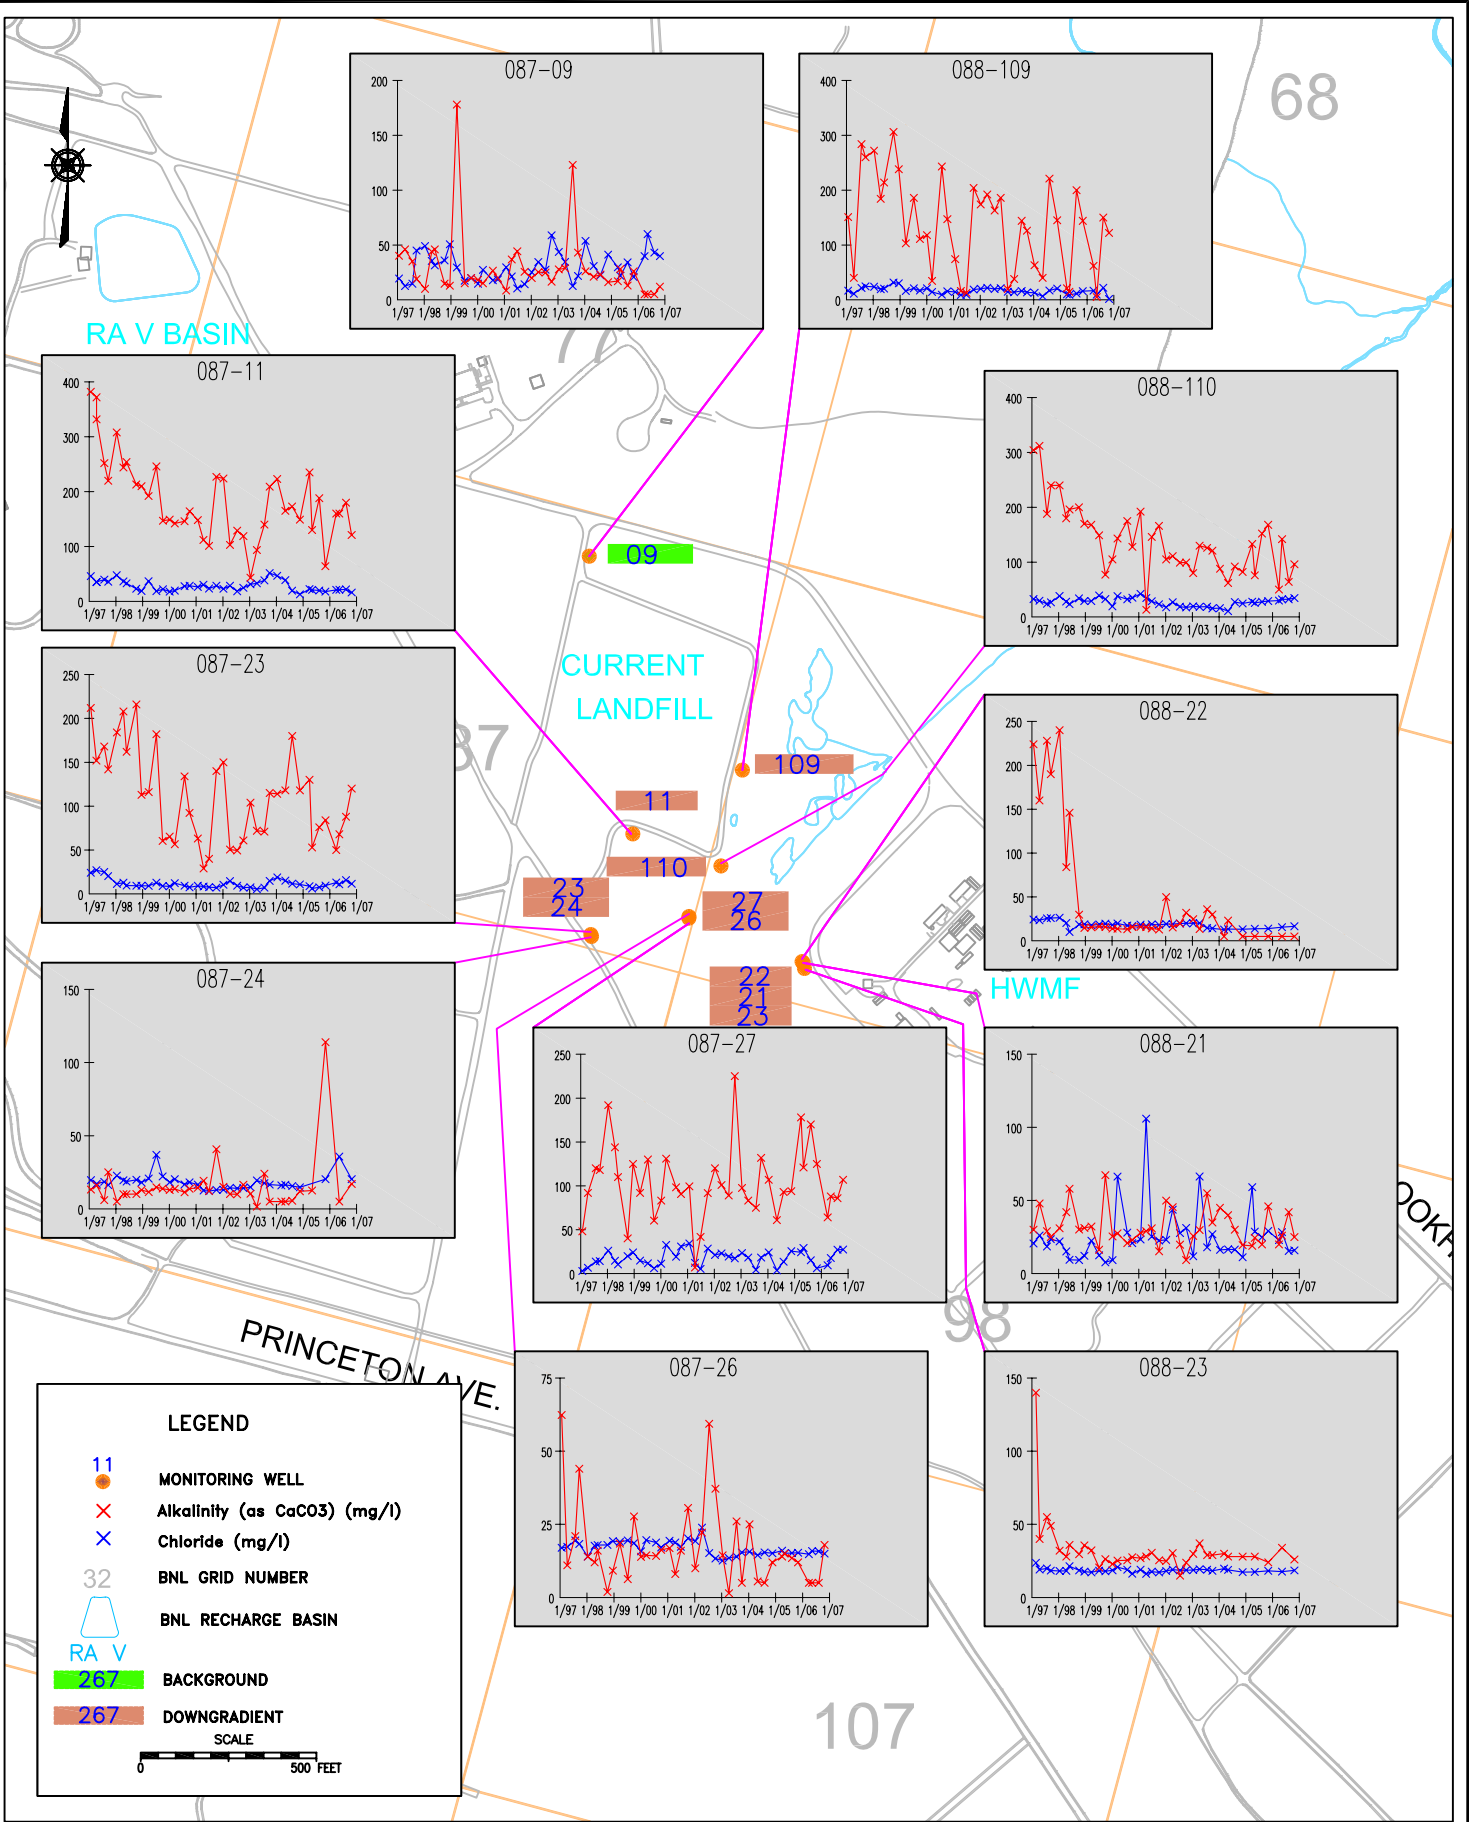 087-09
200
150
100
50
0
1/97 1/98 1/99 1/00 1/01 1/02 1/03 1/04 1/05 1/06 1/07
088-109
400
300
200
100
0
1/97 1/98 1/99 1/00 1/01 1/02 1/03 1/04 1/05 1/06 1/07
68
RA V BASIN
77
087-11
400
300
200
100
0
1/97 1/98 1/99 1/00 1/01 1/02 1/03 1/04 1/05 1/06 1/07
088-110
400
300
200
100
0
1/97 1/98 1/99 1/00 1/01 1/02 1/03 1/04 1/05 1/06 1/07
09
CURRENT
LANDFILL
087-23
250
200
150
100
50
0
1/97 1/98 1/99 1/00 1/01 1/02 1/03 1/04 1/05 1/06 1/07
87
088-22
250
200
150
100
50
0
1/97 1/98 1/99 1/00 1/01 1/02 1/03 1/04 1/05 1/06 1/07
109
11
110
23
24
27
26
22
21
23
HWMF
087-24
150
100
50
0
1/97 1/98 1/99 1/00 1/01 1/02 1/03 1/04 1/05 1/06 1/07
087-27
250
200
150
100
50
0
1/97 1/98 1/99 1/00 1/01 1/02 1/03 1/04 1/05 1/06 1/07
088-21
150
100
50
0
1/97 1/98 1/99 1/00 1/01 1/02 1/03 1/04 1/05 1/06 1/07
OOKH
98
PRINCETON AVE.
087-26
75
50
25
0
1/97 1/98 1/99 1/00 1/01 1/02 1/03 1/04 1/05 1/06 1/07
088-23
150
100
50
0
1/97 1/98 1/99 1/00 1/01 1/02 1/03 1/04 1/05 1/06 1/07
LEGEND
11
MONITORING WELL
Alkalinity (as CaCO3) (mg/l)
Chloride (mg/l)
32 BNL GRID NUMBER
BNL RECHARGE BASIN
RA V
267 BACKGROUND
267 DOWNGRADIENT
SCALE
0 500 FEET
107